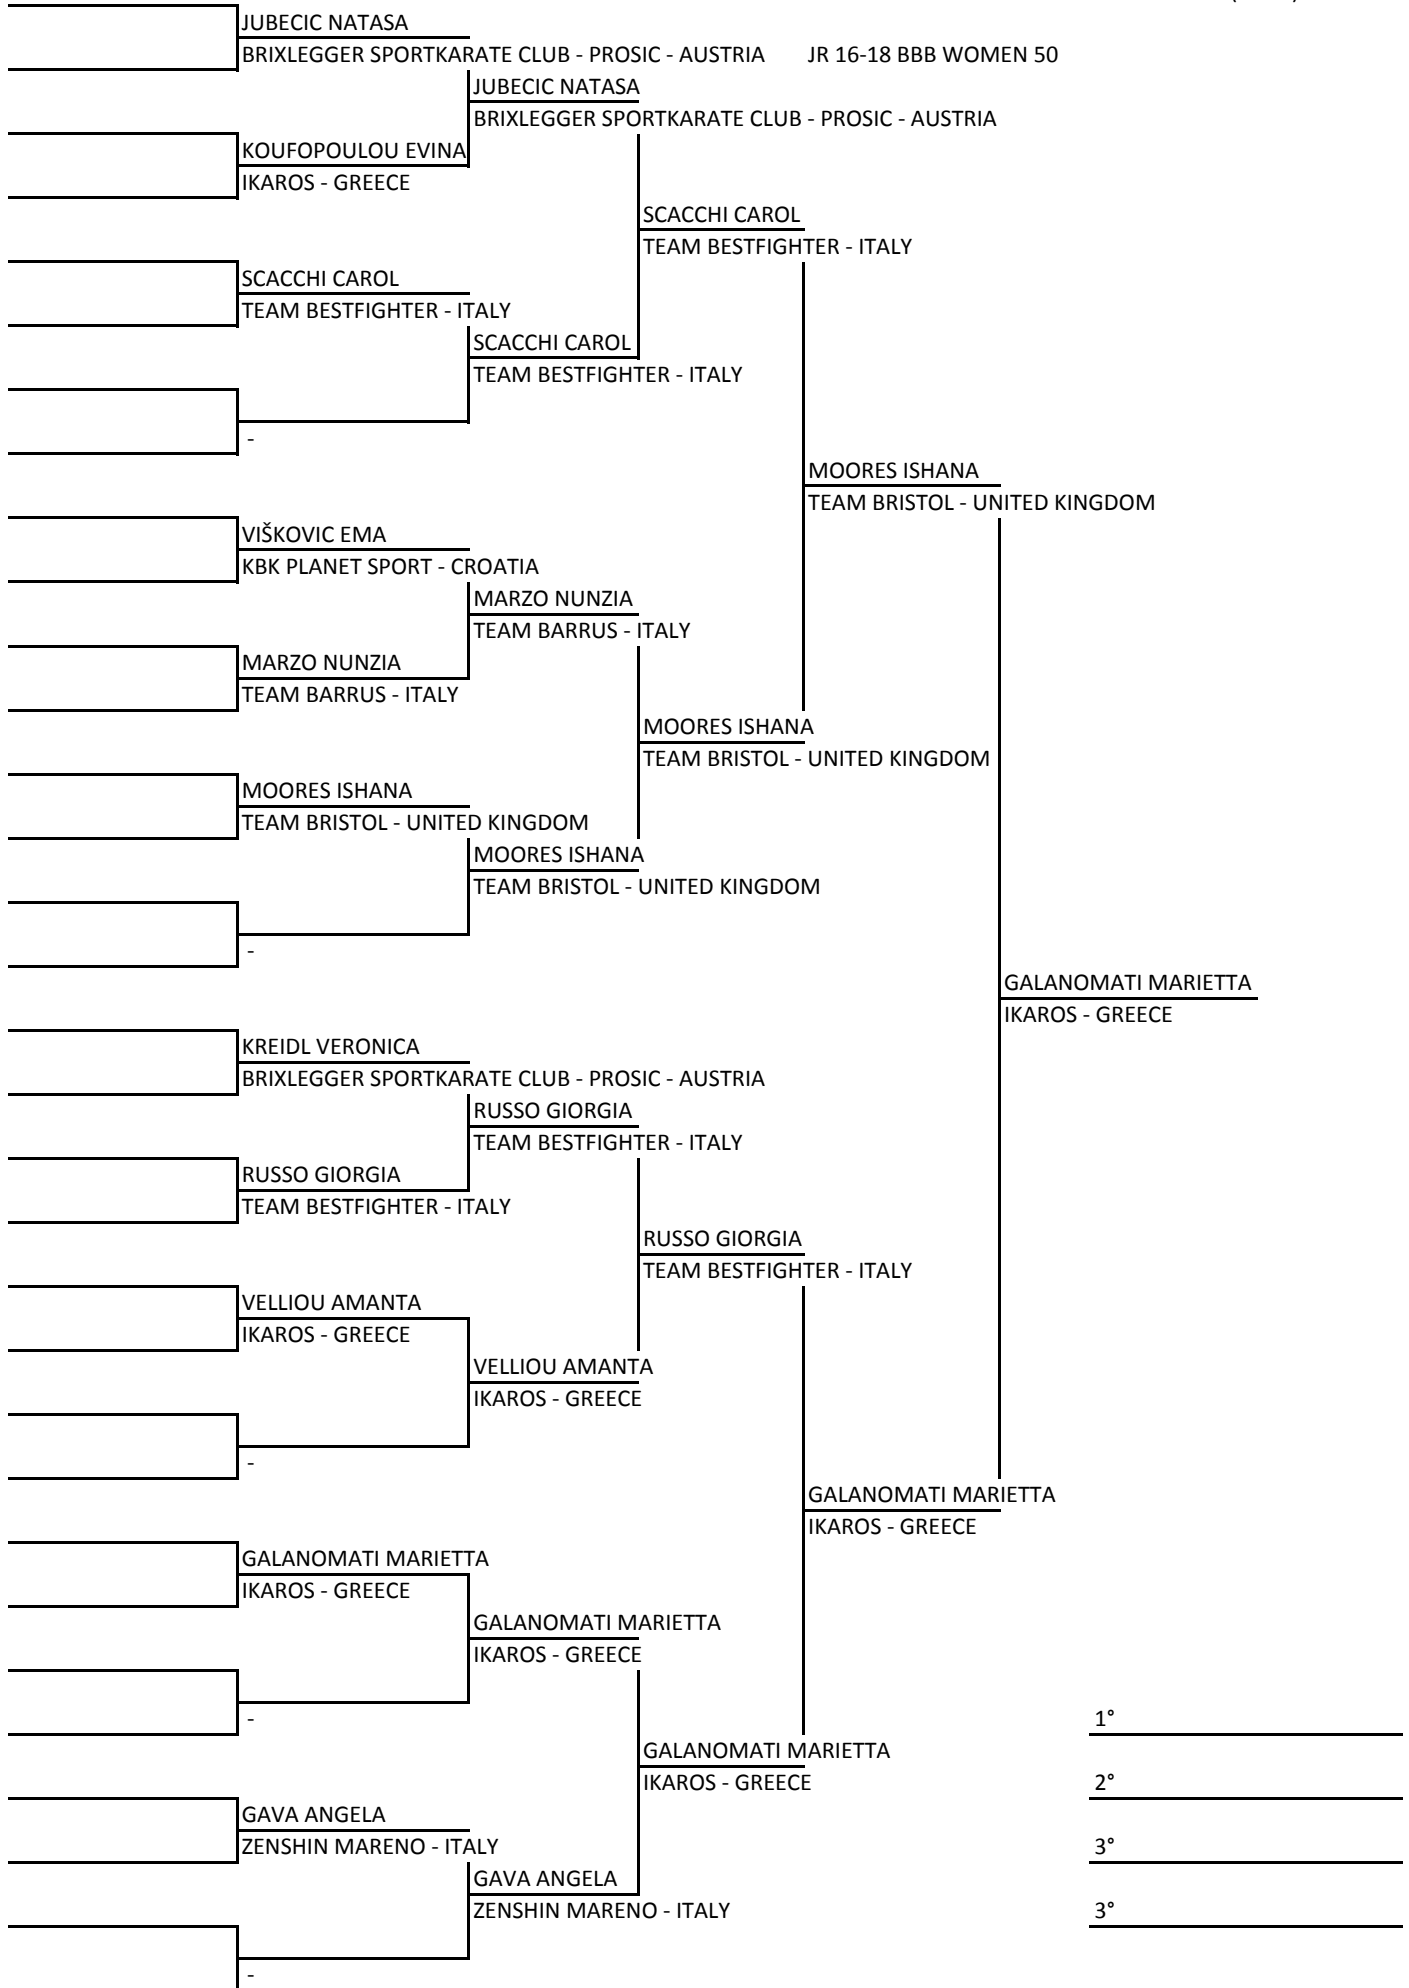 JUBECIC NATASA
BRIXLEGGER SPORTKARATE CLUB - PROSIC - AUSTRIA JR 16-18 BBB WOMEN 50
JUBECIC NATASA
BRIXLEGGER SPORTKARATE CLUB - PROSIC - AUSTRIA
KOUFOPOULOU EVINA
IKAROS - GREECE
SCACCHI CAROL
TEAM BESTFIGHTER - ITALY
SCACCHI CAROL
TEAM BESTFIGHTER - ITALY
SCACCHI CAROL
TEAM BESTFIGHTER - ITALY
-
MOORES ISHANA
TEAM BRISTOL - UNITED KINGDOM
VIŠKOVIC EMA
KBK PLANET SPORT - CROATIA
MARZO NUNZIA
TEAM BARRUS - ITALY
MARZO NUNZIA
TEAM BARRUS - ITALY
MOORES ISHANA
TEAM BRISTOL - UNITED KINGDOM
MOORES ISHANA
TEAM BRISTOL - UNITED KINGDOM
MOORES ISHANA
TEAM BRISTOL - UNITED KINGDOM
-
GALANOMATI MARIETTA
IKAROS - GREECE
KREIDL VERONICA
BRIXLEGGER SPORTKARATE CLUB - PROSIC - AUSTRIA
RUSSO GIORGIA
TEAM BESTFIGHTER - ITALY
RUSSO GIORGIA
TEAM BESTFIGHTER - ITALY
RUSSO GIORGIA
TEAM BESTFIGHTER - ITALY
VELLIOU AMANTA
IKAROS - GREECE
VELLIOU AMANTA
IKAROS - GREECE
-
GALANOMATI MARIETTA
IKAROS - GREECE
GALANOMATI MARIETTA
IKAROS - GREECE
GALANOMATI MARIETTA
IKAROS - GREECE
-
1°
GALANOMATI MARIETTA
IKAROS - GREECE
2°
GAVA ANGELA
ZENSHIN MARENO - ITALY
3°
GAVA ANGELA
ZENSHIN MARENO - ITALY
3°
-